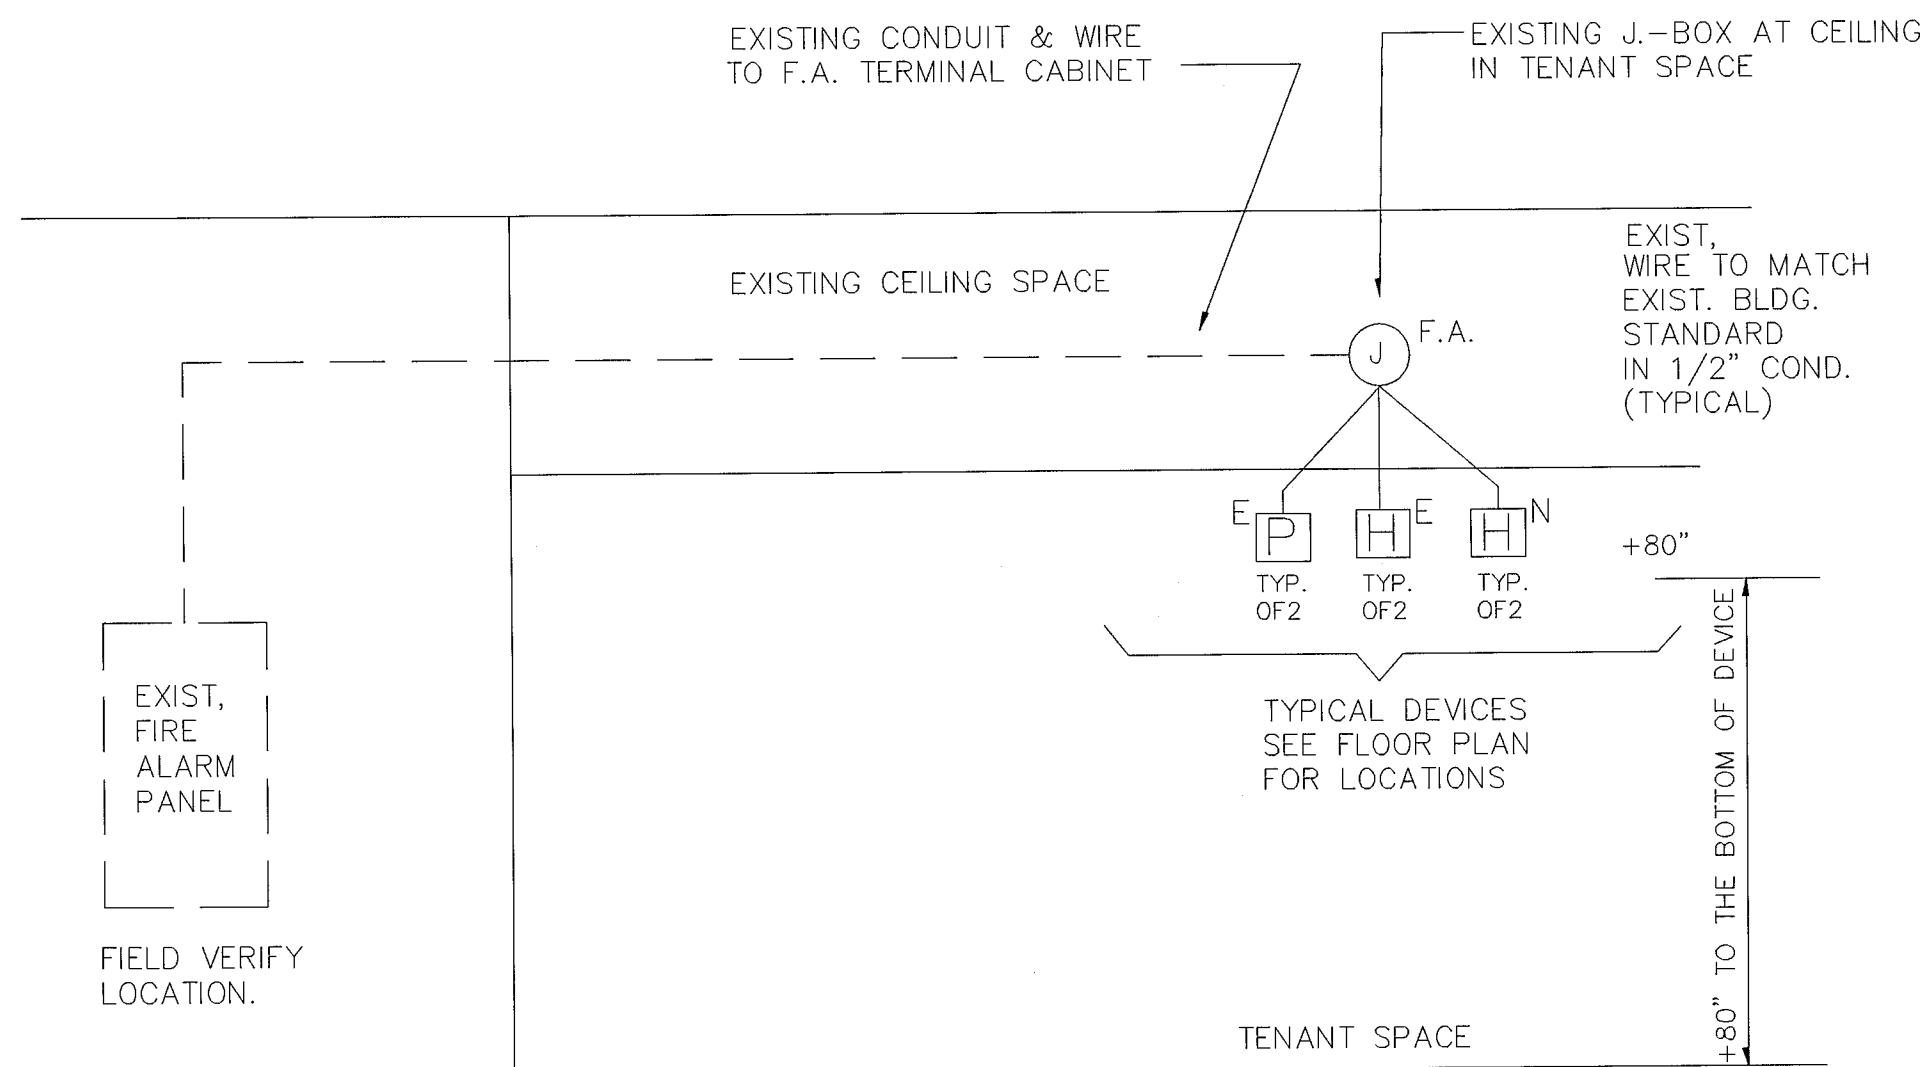 EXISTING CONDUIT & WIRE
TO F.A. TERMINAL CABINET
EXISTING J.-BOX AT CEILING
IN TENANT SPACE
EXISTING CEILING SPACE
EXIST,
WIRE TO MATCH
EXIST. BLDG.
STANDARD
IN 1/2" COND.
(TYPICAL)
J
F.A.
E P
H E
H N
TYP.
OF2
TYP.
OF2
TYP.
OF2
+80"
TYPICAL DEVICES
SEE FLOOR PLAN
FOR LOCATIONS
+80" TO THE BOTTOM OF DEVICE
EXIST,
FIRE
ALARM
PANEL
FIELD VERIFY
LOCATION.
TENANT SPACE